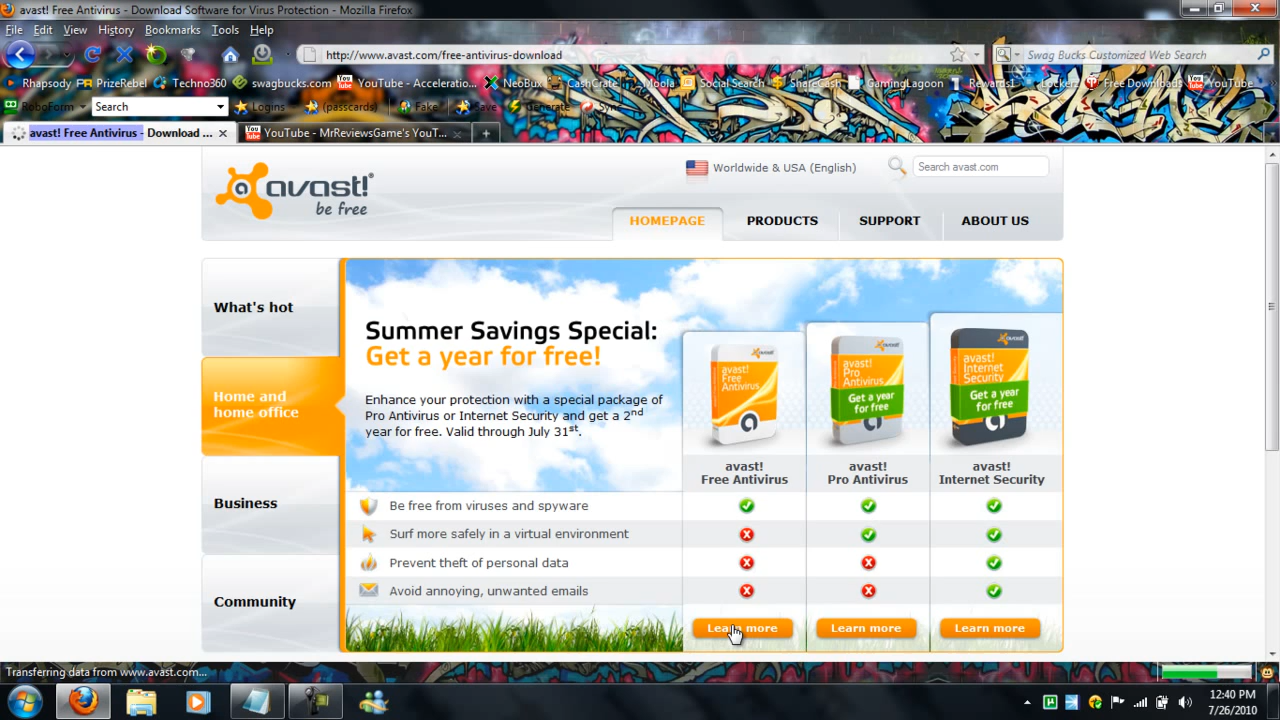 avast! Free Antivirus - Download Software for Virus Protection - Mozilla Firefox
File Edit View History Bookmarks Tools Help
http://www.avast.com/free-antivirus-download
Swag Bucks Customized Web Search
Rhapsody PrizeRebel Techno360 swagbucks.com YouTube - Acceleratio... NeoBux CashCrate Moola Social Search ShareCash GamingLagoon Rewards1 Lockerz Free Downloads YouTube
RoboForm Search Logins (passcards) Fake Save Generate Sync
avast! Free Antivirus - Download ... YouTube - MrReviewsGame's YouT...
Worldwide & USA (English) Search avast.com
avast!
be free
HOMEPAGE PRODUCTS SUPPORT ABOUT US
What's hot
Home and
home office
Business
Community
Summer Savings Special:
Get a year for free!
Enhance your protection with a special package of
Pro Antivirus or Internet Security and get a 2nd
year for free. Valid through July 31st.
avast!
avast!
Free
Antivirus
avast!
avast!
Pro
Antivirus
Get a year
for free
avast!
avast!
Internet
Security
Get a year
for free
avast!
Free Antivirus
avast!
Pro Antivirus
avast!
Internet Security
Be free from viruses and spyware
Surf more safely in a virtual environment
Prevent theft of personal data
Avoid annoying, unwanted emails
Learn more Learn more Learn more
Transferring data from www.avast.com...
12:40 PM
7/26/2010